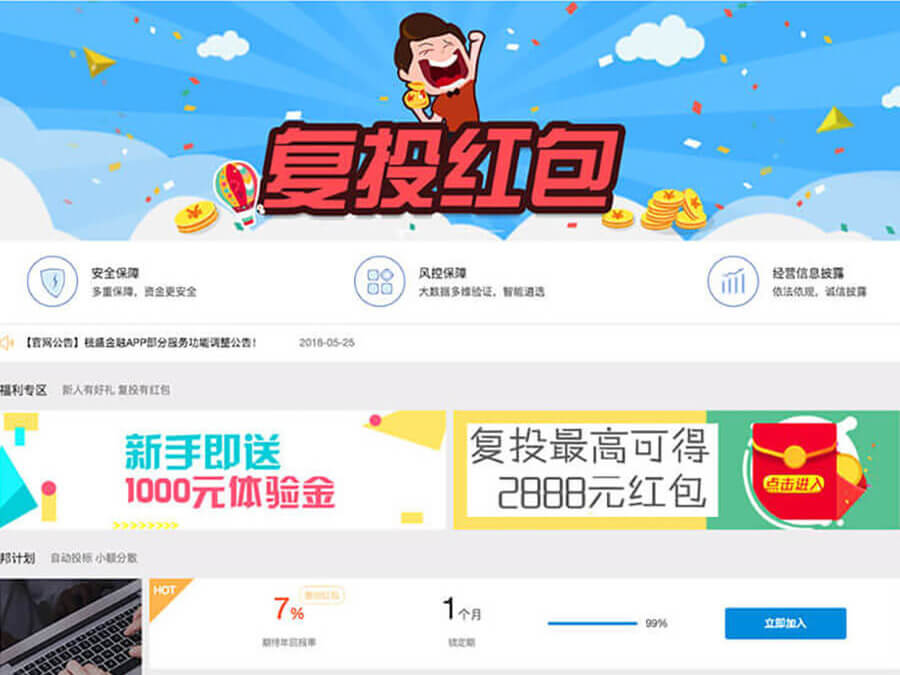 复投红包
安全保障
多重保障，资金更安全
风控保障
大数据多维验证，智能遴选
经营信息披露
依法依规，诚信披露
【官网公告】桃盛金融APP部分服务功能调整公告！ 2018-05-25
福利专区 新人有好礼 复投有红包
新手即送
1000元体验金
复投最高可得
2888元红包
点击进入
邦计划 自动投标 小额分散
HOT
7%
期待年回报率
1个月
锁定期
99%
立即加入